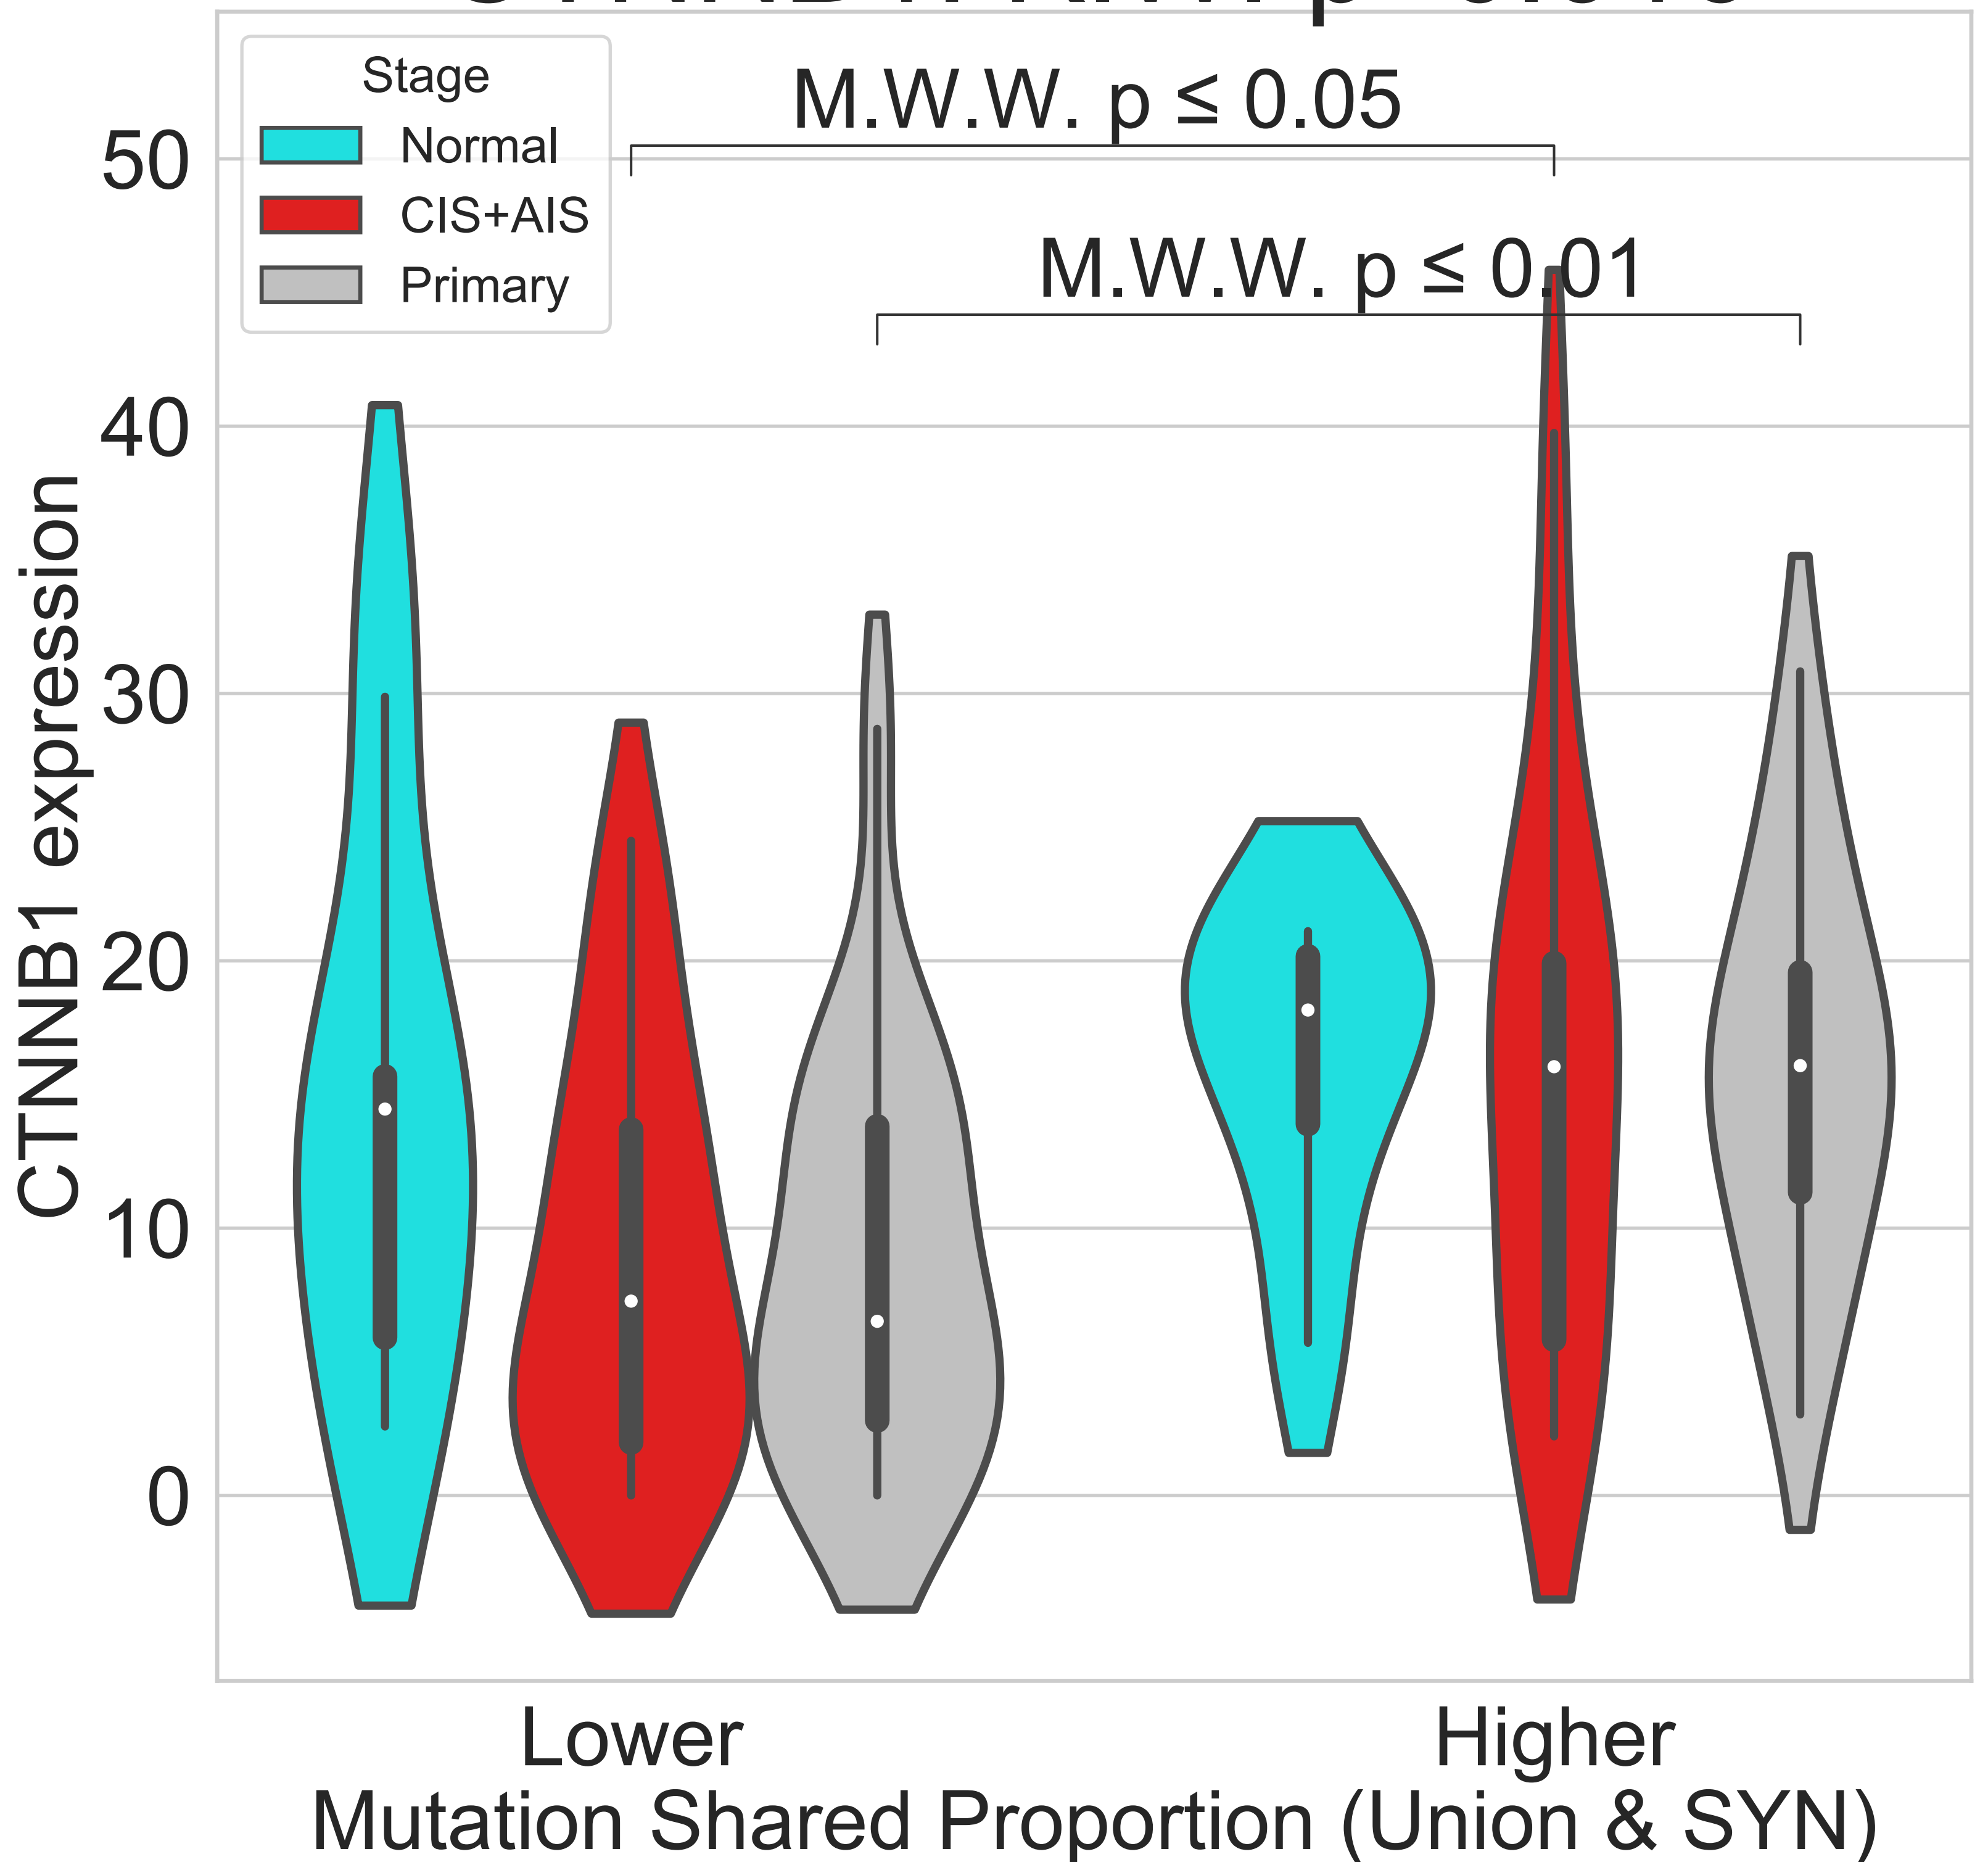 Stage
Normal
CIS+AIS
Primary
M.W.W. p ≤ 0.05
M.W.W. p ≤ 0.01
50
40
30
20
10
0
CTNNB1 expression
Lower
Higher
Mutation Shared Proportion (Union & SYN)